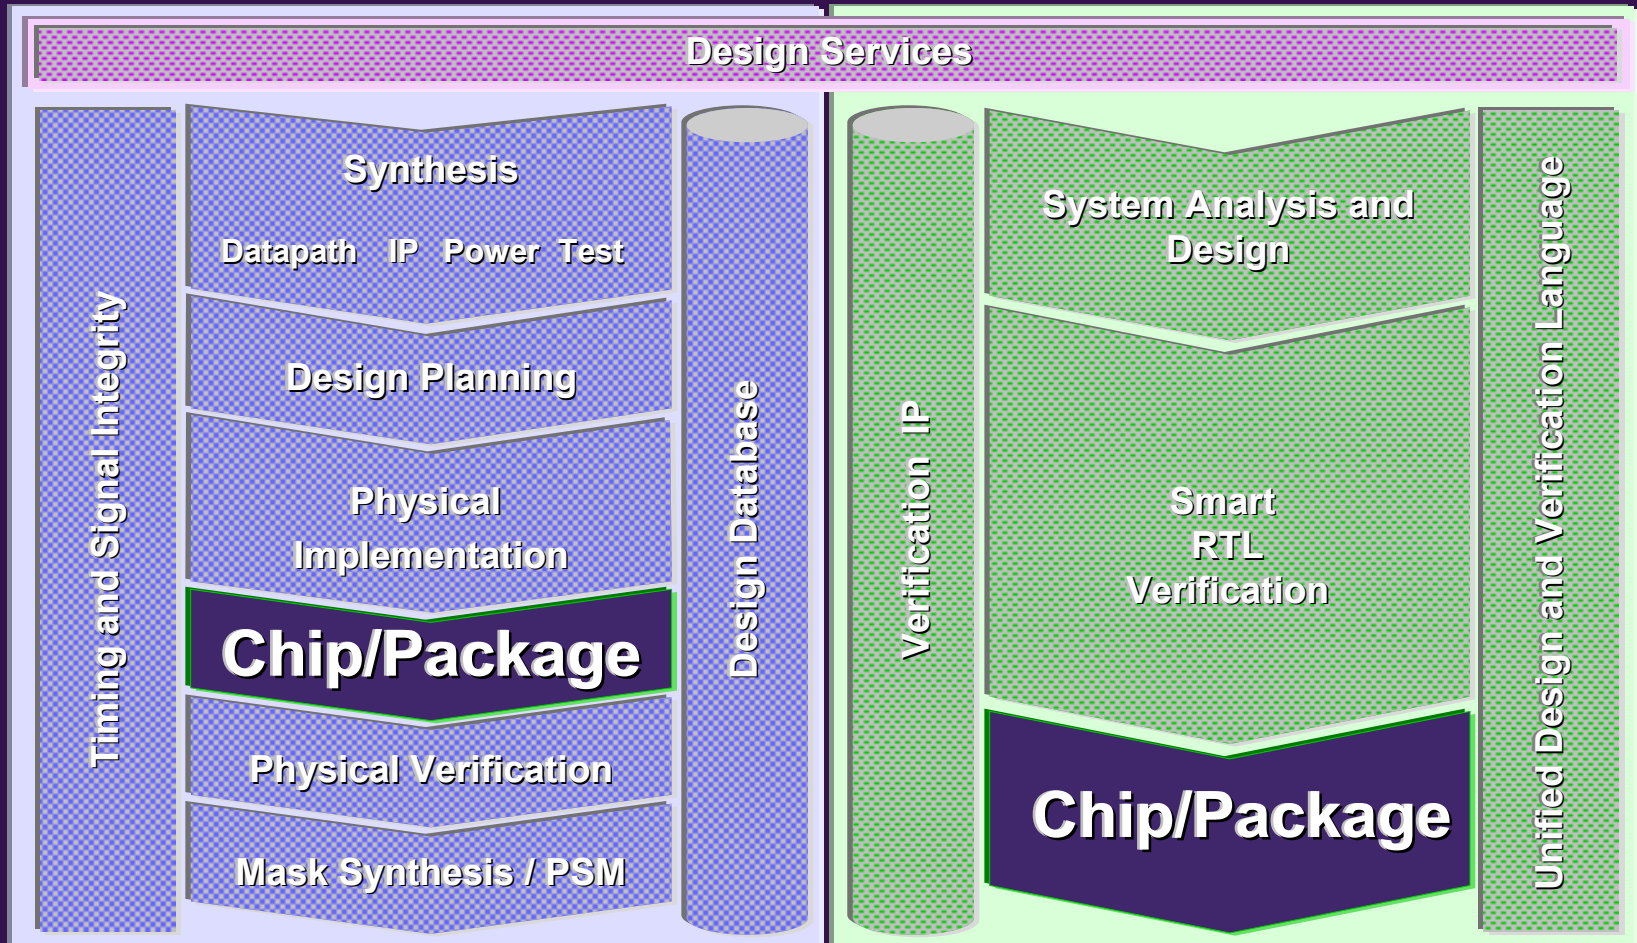 Design Services
Timing and Signal Integrity
Synthesis
Datapath IP Power Test
Design Planning
Physical
Implementation
Chip/Package
Physical Verification
Mask Synthesis / PSM
Design Database
Verification IP
System Analysis and
Design
Smart
RTL
Verification
Chip/Package
Unified Design and Verification Language